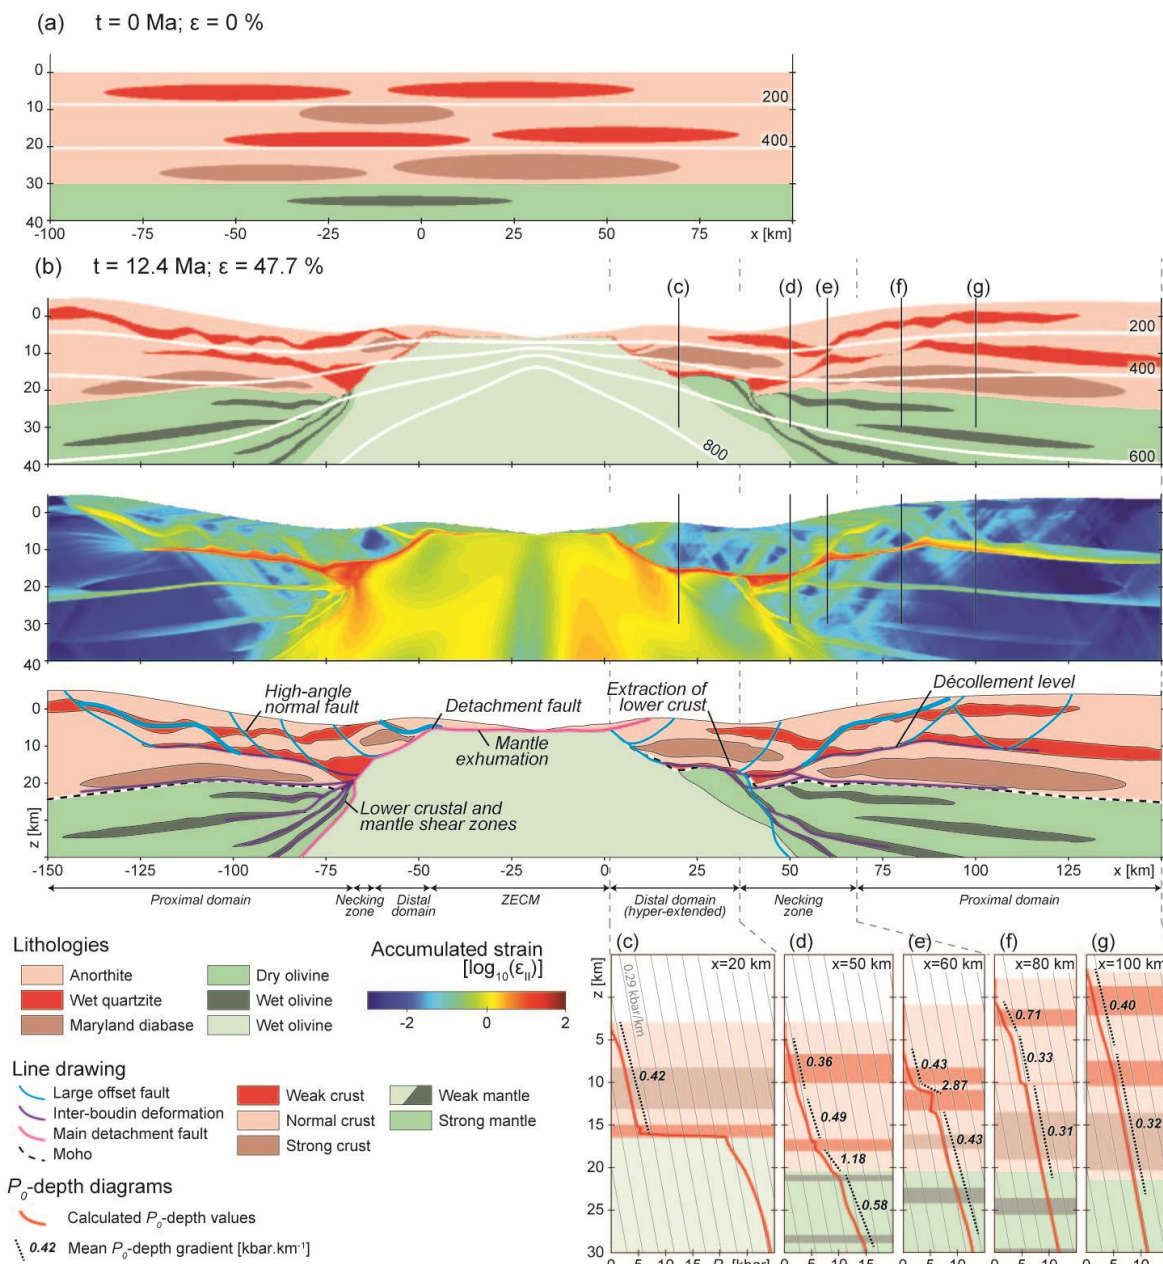 (a) t = 0 Ma; ε = 0 %
0
200
10
20
400
30
40
-100 -75 -50 -25 0 25 50 75 x [km]
(b) t = 12.4 Ma; ε = 47.7 %
(c) (d) (e) (f) (g)
0
200
10
400
20
30
800
600
40
0
10
20
30
40
High-angle
normal fault
Detachment fault
Extraction of
lower crust
Décollement level
0
10
Mantle
exhumation
20
Lower crustal and
mantle shear zones
z [km]
-150 -125 -100 -75 -50 -25 0 25 50 75 100 125 x [km]
Proximal domain
Necking
zone
Distal
domain
ZECM
Distal domain
(hyper-extended)
Necking
zone
Proximal domain
Lithologies
Anorthite
Wet quartzite
Maryland diabase
Dry olivine
Wet olivine
Wet olivine
Accumulated strain
[log10(εII)]
-2 0 2
Line drawing
Large offset fault
Inter-boudin deformation
Main detachment fault
Moho
Weak crust
Normal crust
Strong crust
Weak mantle
Strong mantle
P0-depth diagrams
Calculated P0-depth values
0.42 Mean P0-depth gradient [kbar.km-1]
(c) x=20 km
z [km]
0.29 kbar/km
5
10
15
20
25
30
0.42
0 5 15
(d) x=50 km
0.36
0.49
1.18
0.58
0 5 10 15
(e) x=60 km
0.43
2.87
0.43
0 5 10
(f) x=80 km
0.71
0.33
0.31
0 5 10
(g) x=100 km
0.40
0.32
0 5 10